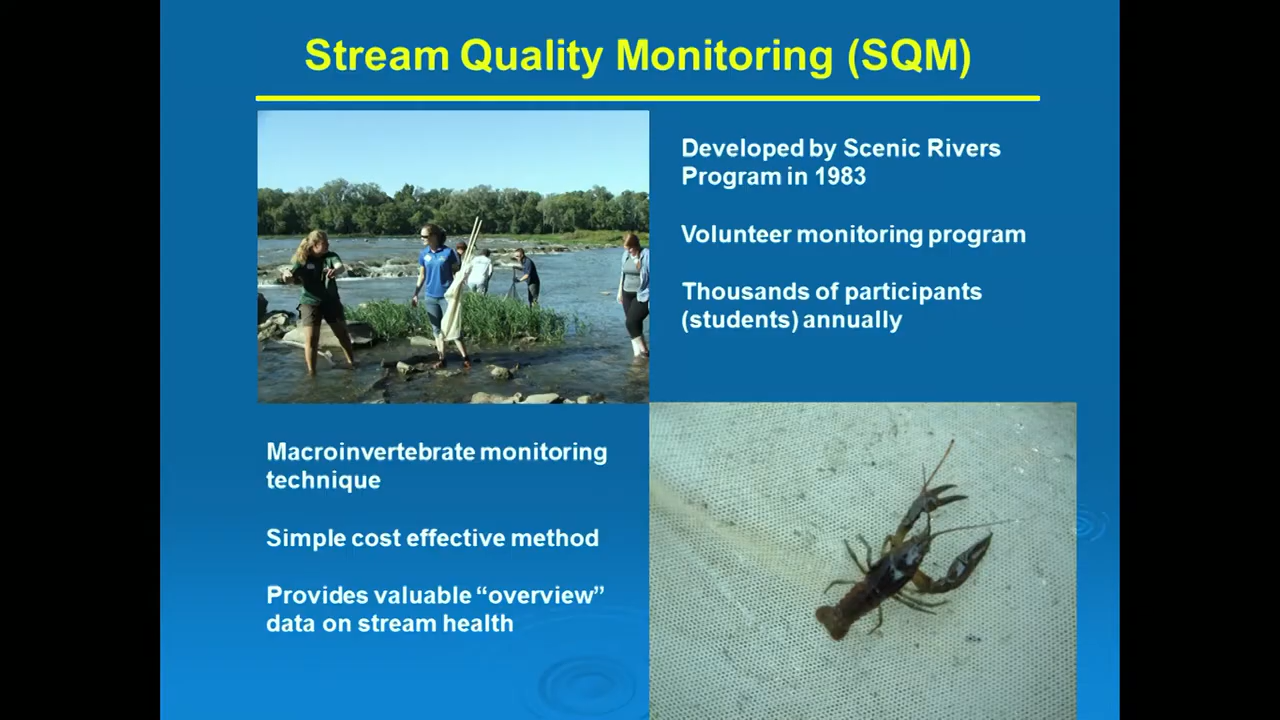 Stream Quality Monitoring (SQM)
Developed by Scenic Rivers
Program in 1983
Volunteer monitoring program
Thousands of participants
(students) annually
Macroinvertebrate monitoring
technique
Simple cost effective method
Provides valuable “overview”
data on stream health